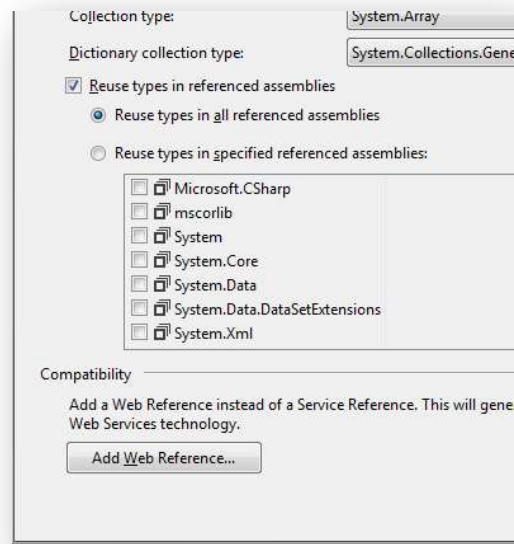 Collection type:
System.Array
Dictionary collection type:
System.Collections.Gene
Reuse types in referenced assemblies
Reuse types in all referenced assemblies
Reuse types in specified referenced assemblies:
Microsoft.CSharp
mscorlib
System
System.Core
System.Data
System.Data.DataSetExtensions
System.Xml
Compatibility
Add a Web Reference instead of a Service Reference. This will gene
Web Services technology.
Add Web Reference...